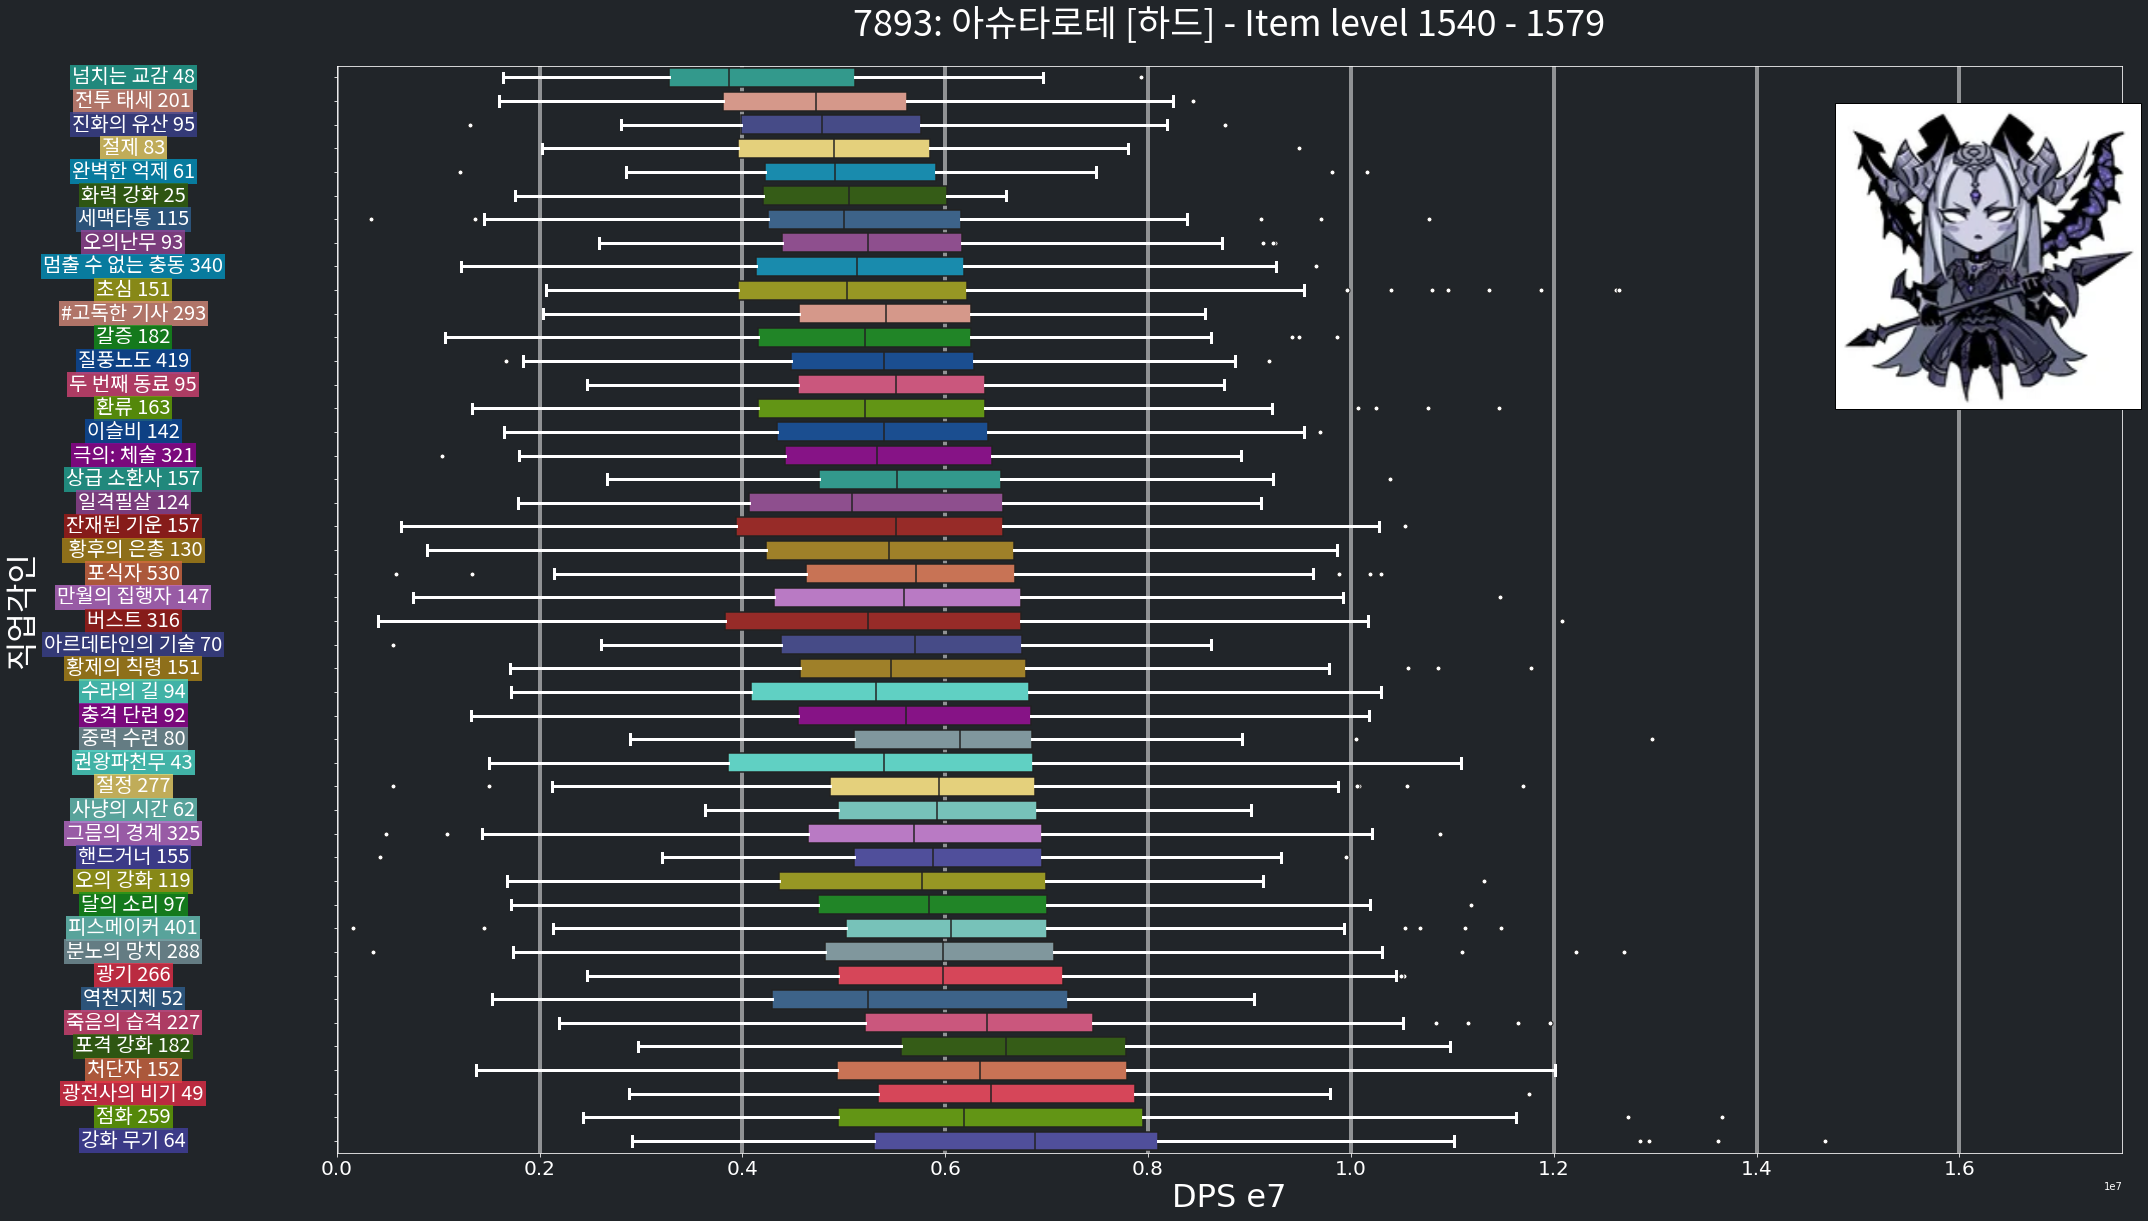 7893: 아슈타로테 [하드] - Item level 1540 - 1579
넘치는 교감 48
전투 태세 201
진화의 유산 95
절제 83
완벽한 억제 61
화력 강화 25
세맥타통 115
오의난무 93
멈출 수 없는 충동 340
초심 151
#고독한 기사 293
갈증 182
질풍노도 419
두 번째 동료 95
환류 163
이슬비 142
극의: 체술 321
상급 소환사 157
일격필살 124
잔재된 기운 157
황후의 은총 130
포식자 530
만월의 집행자 147
버스트 316
아르데타인의 기술 70
황제의 칙령 151
수라의 길 94
충격 단련 92
중력 수련 80
권왕파천무 43
절정 277
사냥의 시간 62
그믐의 경계 325
핸드거너 155
오의 강화 119
달의 소리 97
피스메이커 401
분노의 망치 288
광기 266
역천지체 52
죽음의 습격 227
포격 강화 182
처단자 152
광전사의 비기 49
점화 259
강화 무기 64
직업각인
0.0 0.2 0.4 0.6 0.8 1.0 1.2 1.4 1.6
DPS e7
1e7